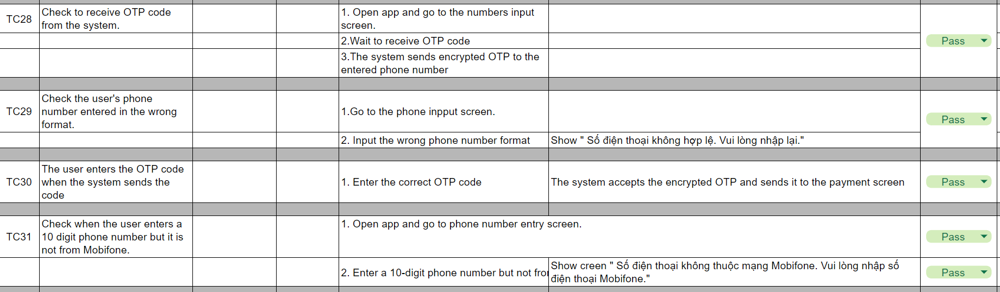 TC28
Check to receive OTP code
from the system.
1. Open app and go to the numbers input
screen.
Pass
2.Wait to receive OTP code
3.The system sends encrypted OTP to the
entered phone number
TC29
Check the user's phone
number entered in the wrong
format.
1.Go to the phone inpput screen.
Pass
2. Input the wrong phone number format
Show " Số điện thoại không hợp lệ. Vui lòng nhập lại."
TC30
The user enters the OTP code
when the system sends the
code
1. Enter the correct OTP code
The system accepts the encrypted OTP and sends it to the payment screen
Pass
TC31
Check when the user enters a
10 digit phone number but it is
not from Mobifone.
1. Open app and go to phone number entry screen.
Pass
2. Enter a 10-digit phone number but not
Show creen " Số điện thoại không thuộc mạng Mobifone. Vui lòng nhập số
điện thoại Mobifone."
Pass